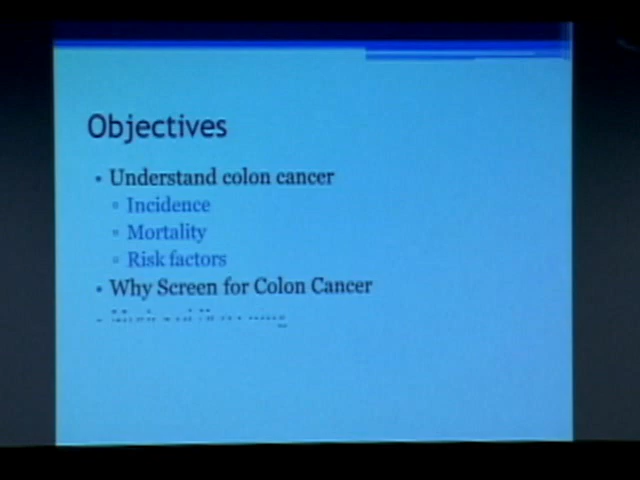 Objectives
• Understand colon cancer
▫ Incidence
▫ Mortality
▫ Risk factors
• Why Screen for Colon Cancer